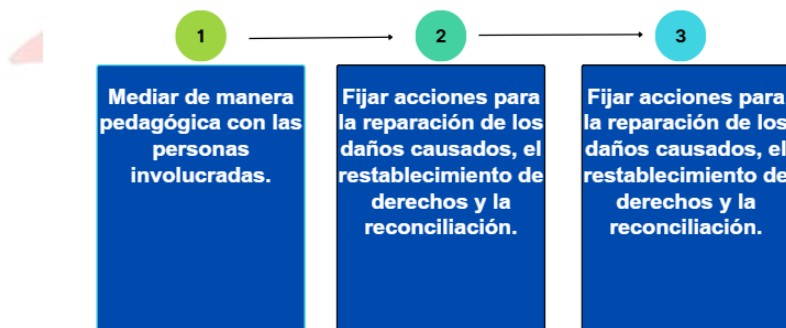 1
2
3
Mediar de manera
pedagógica con las
personas
involucradas.
Fijar acciones para
la reparación de los
daños causados, el
restablecimiento de
derechos y la
reconciliación.
Fijar acciones para
la reparación de los
daños causados, el
restablecimiento de
derechos y la
reconciliación.